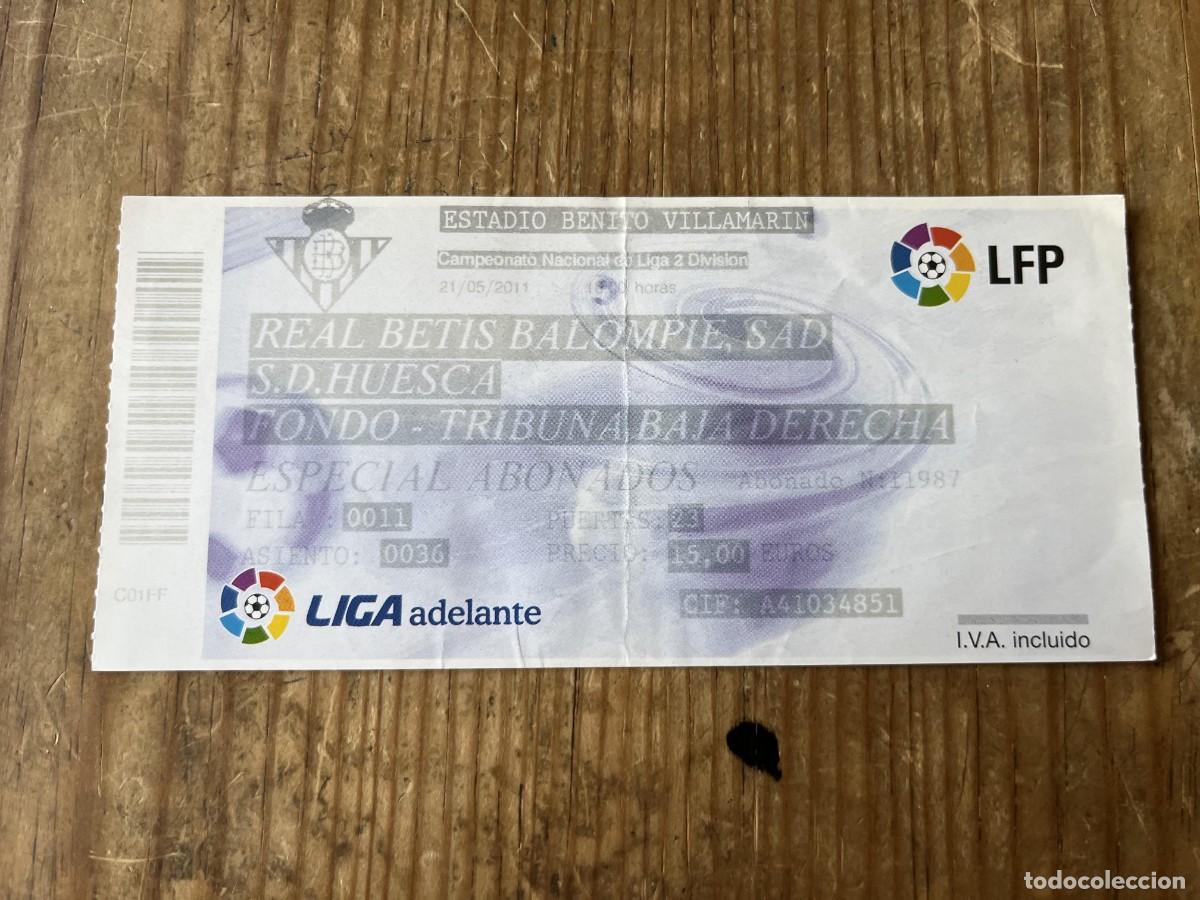 ESTADIO BENITO VILLAMARIN
Campeonato Nacional de Liga 2 Division
21/05/2011 horas
LFP
REAL BETIS BALOMPIE, SAD
S.D.HUESCA
FONDO - TRIBUNA BAJA DERECHA
ESPECIAL ABONADOS Abonado N:11987
FILA : 0011 PUERTAS: 23
ASIENTO: 0036 PRECIO: 15,00 EUROS
C01FF
CIF: A41034851
LIGA adelante
I.V.A. incluido
todocoleccion